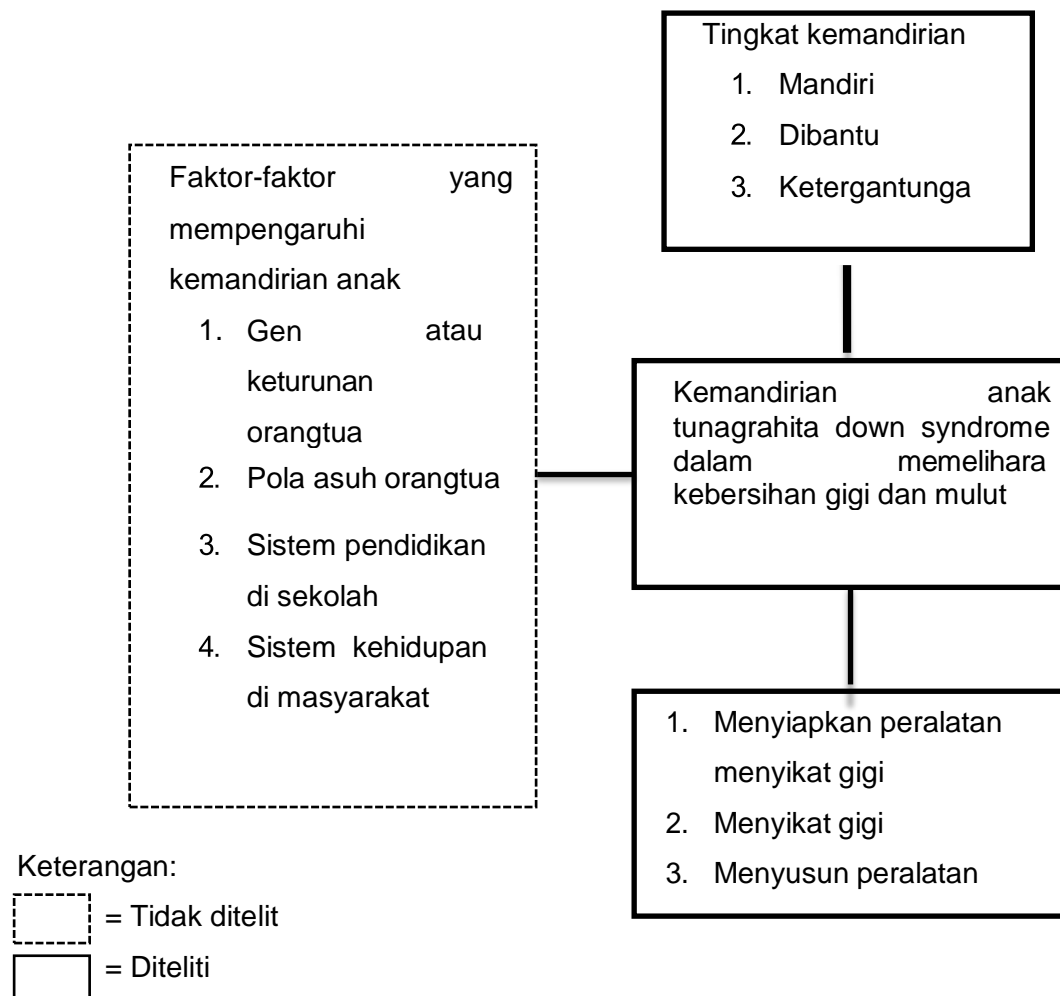 Tingkat kemandirian
1. Mandiri
2. Dibantu
3. Ketergantunga
Faktor-faktor yang
mempengaruhi
kemandirian anak
1. Gen atau
keturunan
orangtua
2. Pola asuh orangtua
3. Sistem pendidikan
di sekolah
4. Sistem kehidupan
di masyarakat
Kemandirian anak
tunagrahita down syndrome
dalam memelihara
kebersihan gigi dan mulut
1. Menyiapkan peralatan
menyikat gigi
2. Menyikat gigi
3. Menyusun peralatan
Keterangan:
= Tidak ditelit
= Diteliti